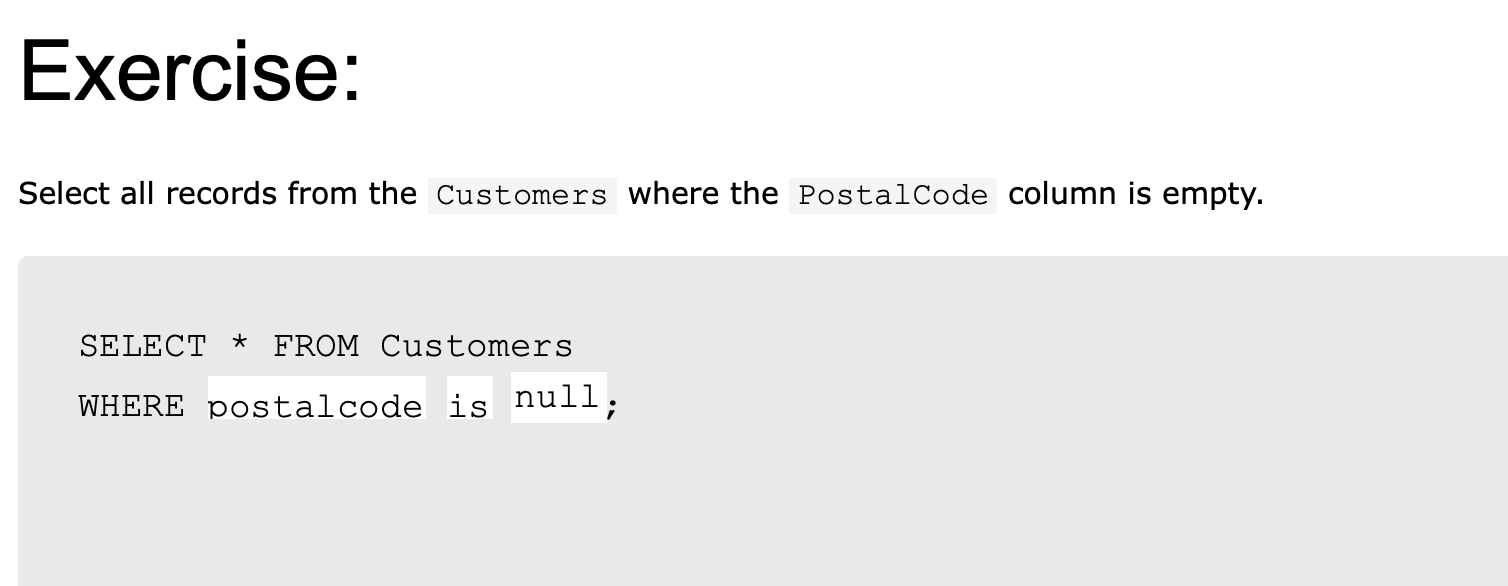 Exercise:
Select all records from the Customers where the PostalCode column is empty.
SELECT * FROM Customers
WHERE postalcode is null;